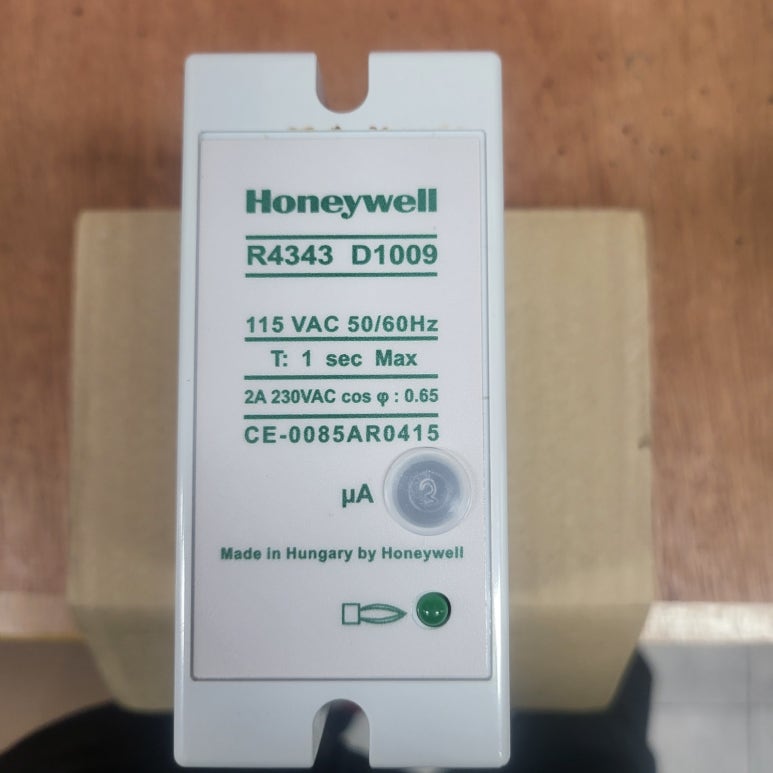 Honeywell
R4343 D1009
115 VAC 50/60Hz
T: 1 sec Max
2A 230VAC cos φ : 0.65
CE-0085AR0415
µA
Made in Hungary by Honeywell